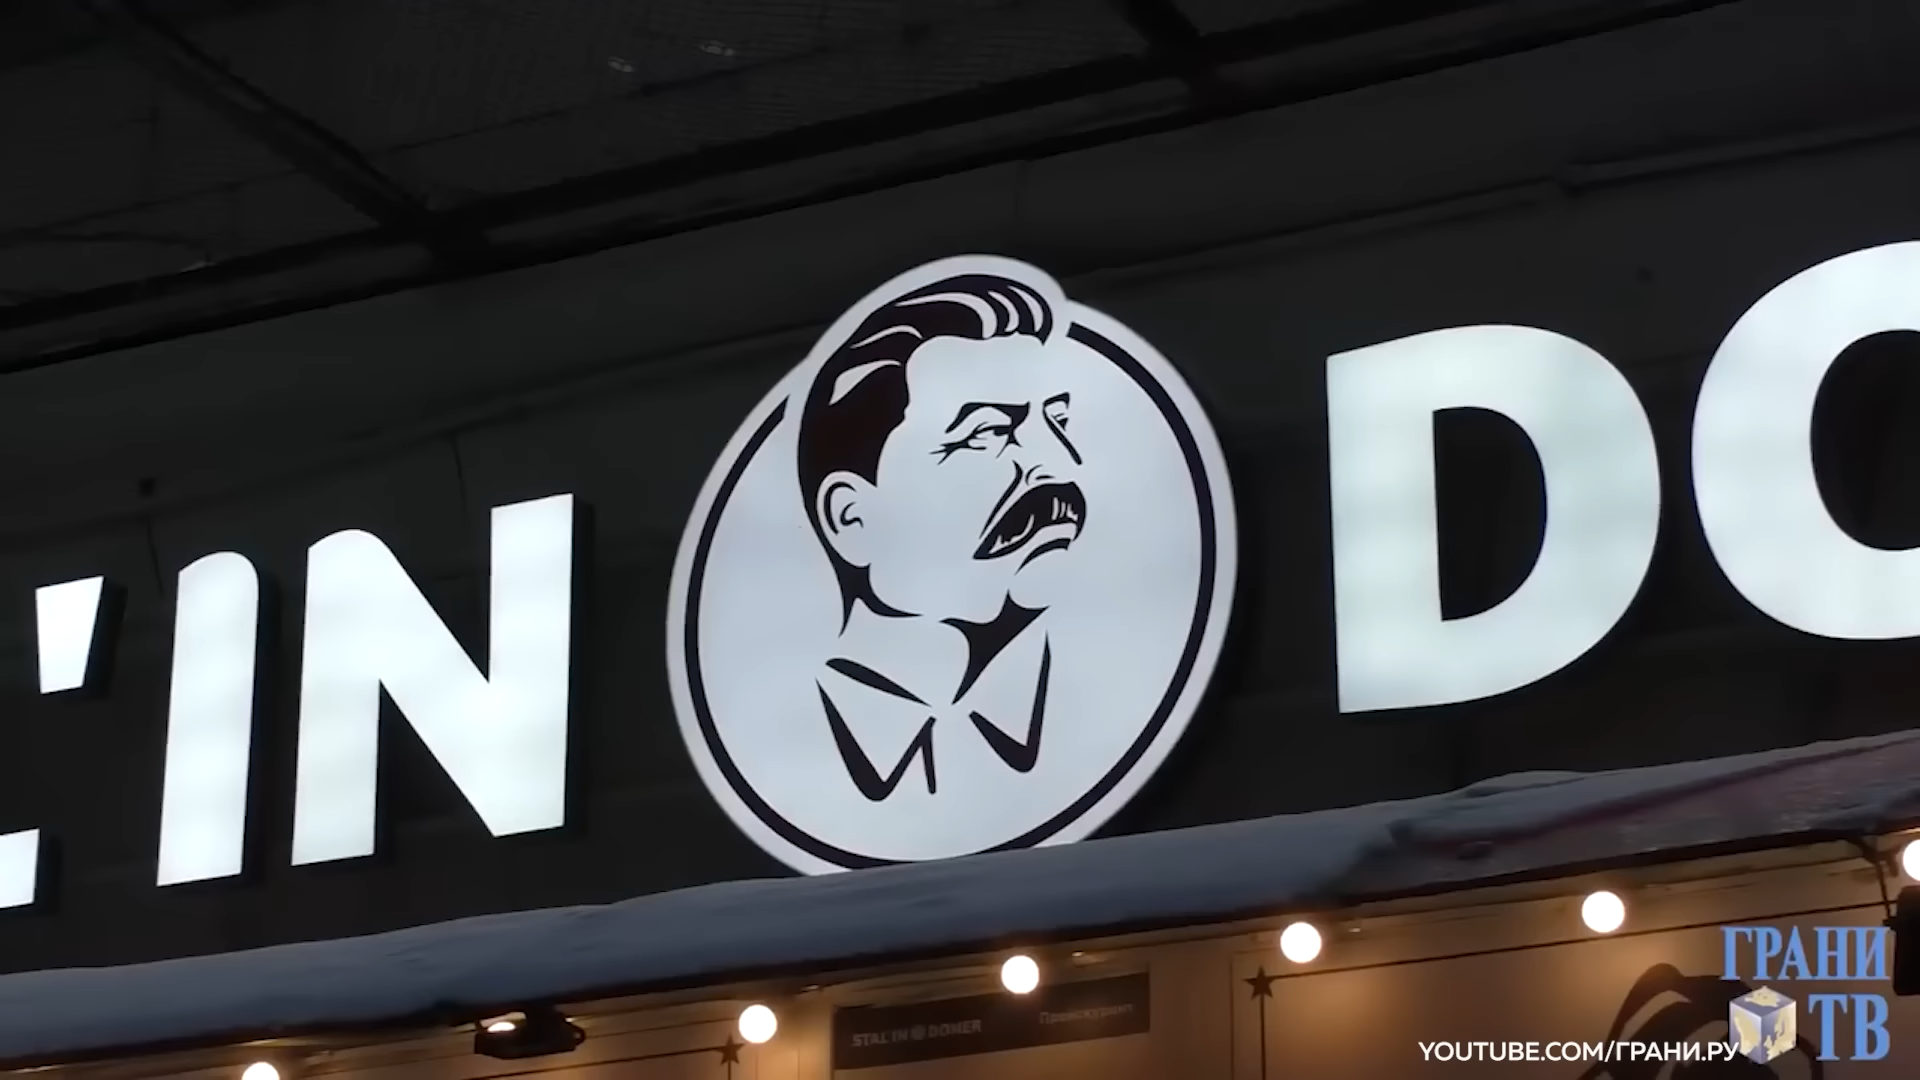 L'IN DO
STAL'IN DONER
Прейскурант
ГРАНИ
ТВ
YOUTUBE.COM/ГРАНИ.РУ